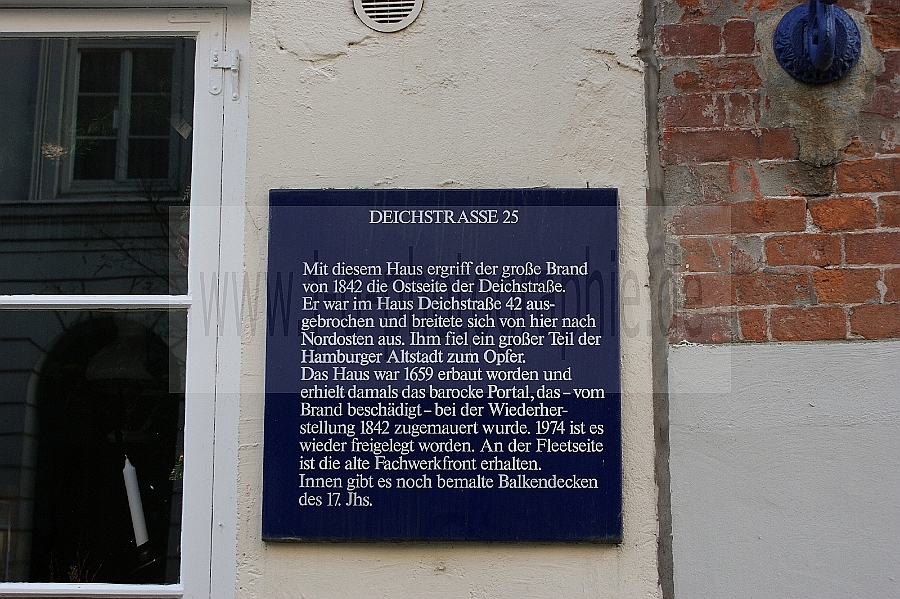 DEICHSTRASSE 25
Mit diesem Haus ergriff der große Brand
von 1842 die Ostseite der Deichstraße.
Er war im Haus Deichstraße 42 aus-
gebrochen und breitete sich von hier nach
Nordosten aus. Ihm fiel ein großer Teil der
Hamburger Altstadt zum Opfer.
Das Haus war 1659 erbaut worden und
erhielt damals das barocke Portal, das – vom
Brand beschädigt – bei der Wiederher-
stellung 1842 zugemauert wurde. 1974 ist es
wieder freigelegt worden. An der Fleetseite
ist die alte Fachwerkfront erhalten.
Innen gibt es noch bemalte Balkendecken
des 17. Jhs.